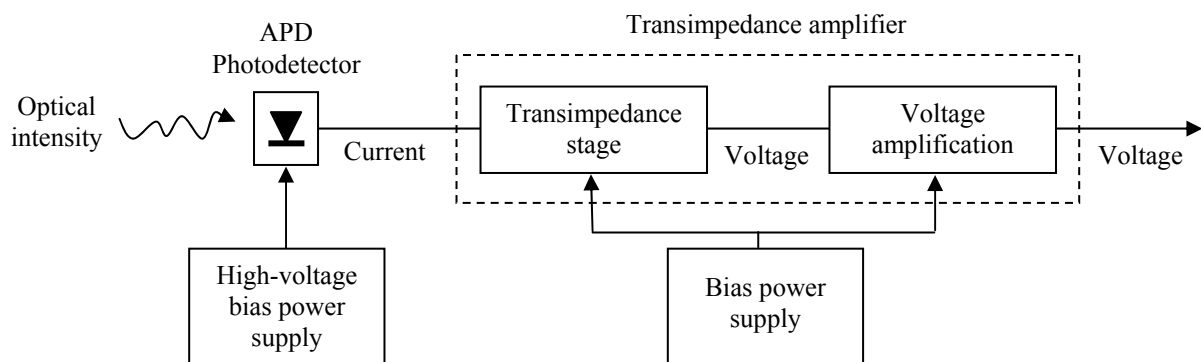 Transimpedance amplifier
APD
Photodetector
Optical
intensity
Current
Transimpedance
stage
Voltage
Voltage
amplification
Voltage
High-voltage
bias power
supply
Bias power
supply